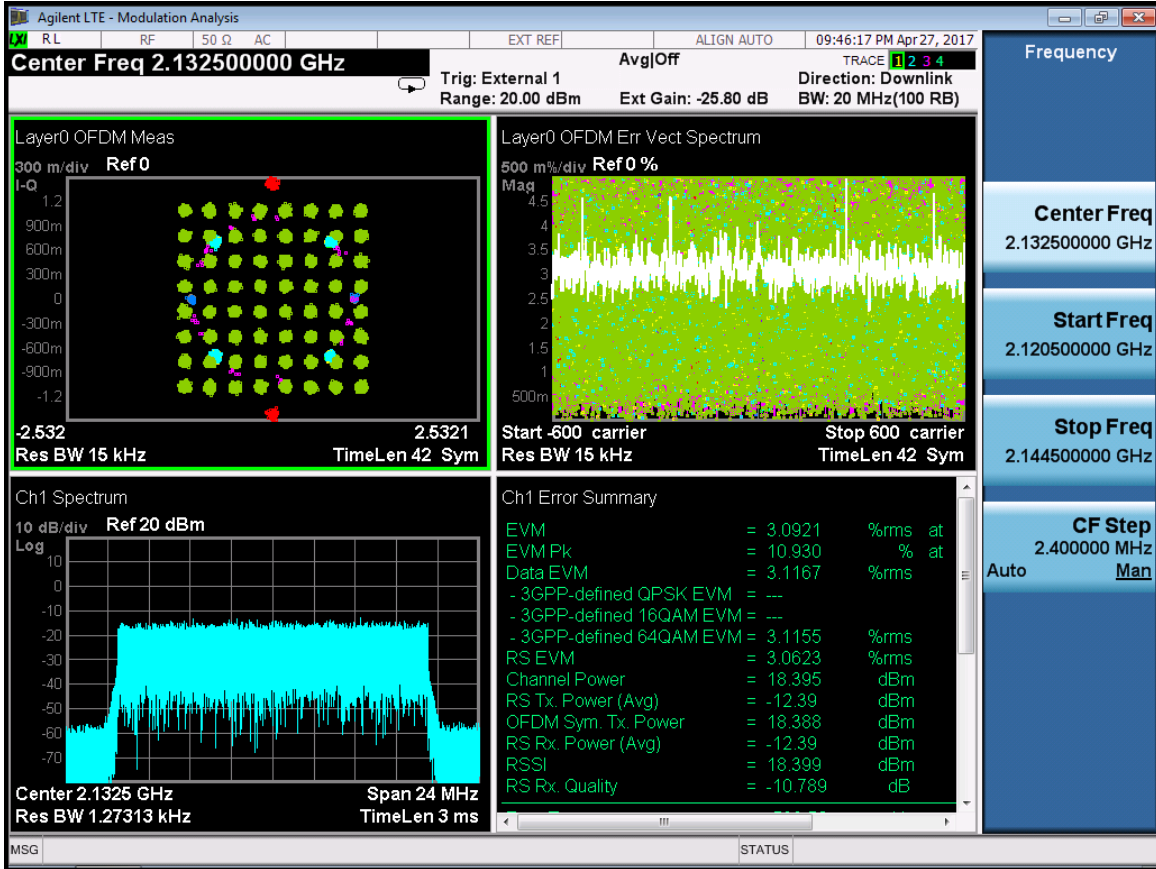 Agilent LTE - Modulation Analysis
LXI RL RF 50 Ω AC EXT REF ALIGN AUTO 09:46:17 PM Apr 27, 2017
Center Freq 2.132500000 GHz
Avg|Off
TRACE 1 2 3 4
Trig: External 1
Direction: Downlink
Range: 20.00 dBm Ext Gain: -25.80 dB BW: 20 MHz(100 RB)
Layer0 OFDM Meas
300 m/div Ref 0
I-Q
1.2
900m
600m
300m
0
-300m
-600m
-900m
-1.2
-2.532 2.5321
Res BW 15 kHz TimeLen 42 Sym
Layer0 OFDM Err Vect Spectrum
500 m%/div Ref 0 %
Mag
4.5
4
3.5
3
2.5
2
1.5
1
500m
Start -600 carrier Stop 600 carrier
Res BW 15 kHz TimeLen 42 Sym
Ch1 Spectrum
10 dB/div Ref 20 dBm
Log
10
0
-10
-20
-30
-40
-50
-60
-70
Center 2.1325 GHz Span 24 MHz
Res BW 1.27313 kHz TimeLen 3 ms
Ch1 Error Summary
EVM = 3.0921 %rms at
EVM Pk = 10.930 % at
Data EVM = 3.1167 %rms
- 3GPP-defined QPSK EVM = ---
- 3GPP-defined 16QAM EVM = ---
- 3GPP-defined 64QAM EVM = 3.1155 %rms
RS EVM = 3.0623 %rms
Channel Power = 18.395 dBm
RS Tx. Power (Avg) = -12.39 dBm
OFDM Sym. Tx. Power = 18.388 dBm
RS Rx. Power (Avg) = -12.39 dBm
RSSI = 18.399 dBm
RS Rx. Quality = -10.789 dB
Frequency
Center Freq
2.132500000 GHz
Start Freq
2.120500000 GHz
Stop Freq
2.144500000 GHz
CF Step
2.400000 MHz
Auto Man
MSG STATUS